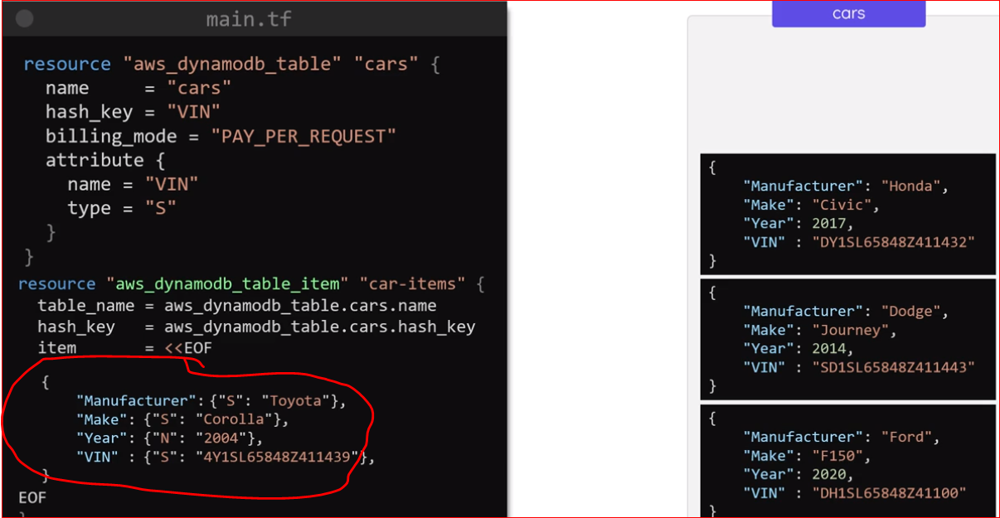 main.tf
resource "aws_dynamodb_table" "cars" {
name = "cars"
hash_key = "VIN"
billing_mode = "PAY_PER_REQUEST"
attribute {
name = "VIN"
type = "S"
}
}
resource "aws_dynamodb_table_item" "car-items" {
table_name = aws_dynamodb_table.cars.name
hash_key = aws_dynamodb_table.cars.hash_key
item = <<EOF
{
"Manufacturer": {"S": "Toyota"},
"Make": {"S": "Corolla"},
"Year": {"N": "2004"},
"VIN" : {"S": "4Y1SL65848Z411439"},
}
EOF
}
cars
{
"Manufacturer": "Honda",
"Make": "Civic",
"Year": 2017,
"VIN" : "DY1SL65848Z411432"
}
{
"Manufacturer": "Dodge",
"Make": "Journey",
"Year": 2014,
"VIN" : "SD1SL65848Z411443"
}
{
"Manufacturer": "Ford",
"Make": "F150",
"Year": 2020,
"VIN" : "DH1SL65848Z41100"
}